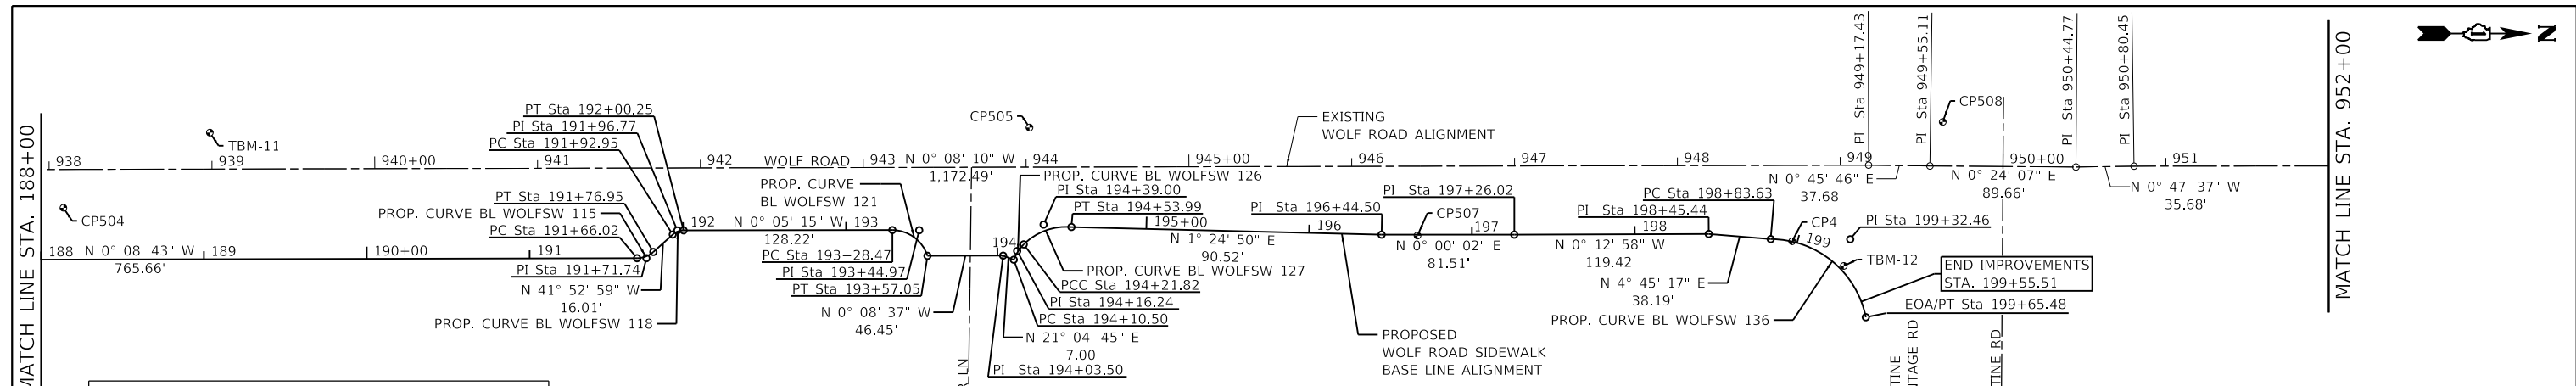 MATCH LINE STA. 188+00
CP504
TBM-11
938
939
940+00
941
942
WOLF ROAD
943
N 0° 08' 10" W
1,172.49'
944
945+00
946
947
948
949
950+00
951
EXISTING
WOLF ROAD ALIGNMENT
CP505
PI Sta 949+17.43
PI Sta 949+55.11
PI Sta 950+44.77
PI Sta 950+80.45
CP508
N 0° 45' 46" E
37.68'
N 0° 24' 07" E
89.66'
N 0° 47' 37" W
35.68'
N
MATCH LINE STA. 952+00
PT Sta 192+00.25
PI Sta 191+96.77
PC Sta 191+92.95
PT Sta 191+76.95
PROP. CURVE BL WOLFSW 115
PC Sta 191+66.02
188
N 0° 08' 43" W
765.66'
189
190+00
191
PI Sta 191+71.74
N 41° 52' 59" W
16.01'
PROP. CURVE BL WOLFSW 118
192
N 0° 05' 15" W
128.22'
193
PROP. CURVE
BL WOLFSW 121
PC Sta 193+28.47
PI Sta 193+44.97
PT Sta 193+57.05
N 0° 08' 37" W
46.45'
194
PROP. CURVE BL WOLFSW 126
PI Sta 194+39.00
PT Sta 194+53.99
195+00
N 1° 24' 50" E
90.52'
PROP. CURVE BL WOLFSW 127
PCC Sta 194+21.82
PI Sta 194+16.24
PC Sta 194+10.50
N 21° 04' 45" E
7.00'
PI Sta 194+03.50
PI Sta 196+44.50
196
PI Sta 197+26.02
CP507
197
N 0° 00' 02" E
81.51'
PROPOSED
WOLF ROAD SIDEWALK
BASE LINE ALIGNMENT
PC Sta 198+83.63
PI Sta 198+45.44
198
N 0° 12' 58" W
119.42'
N 4° 45' 17" E
38.19'
PROP. CURVE BL WOLFSW 136
CP4
199
PI Sta 199+32.46
TBM-12
END IMPROVEMENTS
STA. 199+55.51
EOA/PT Sta 199+65.48